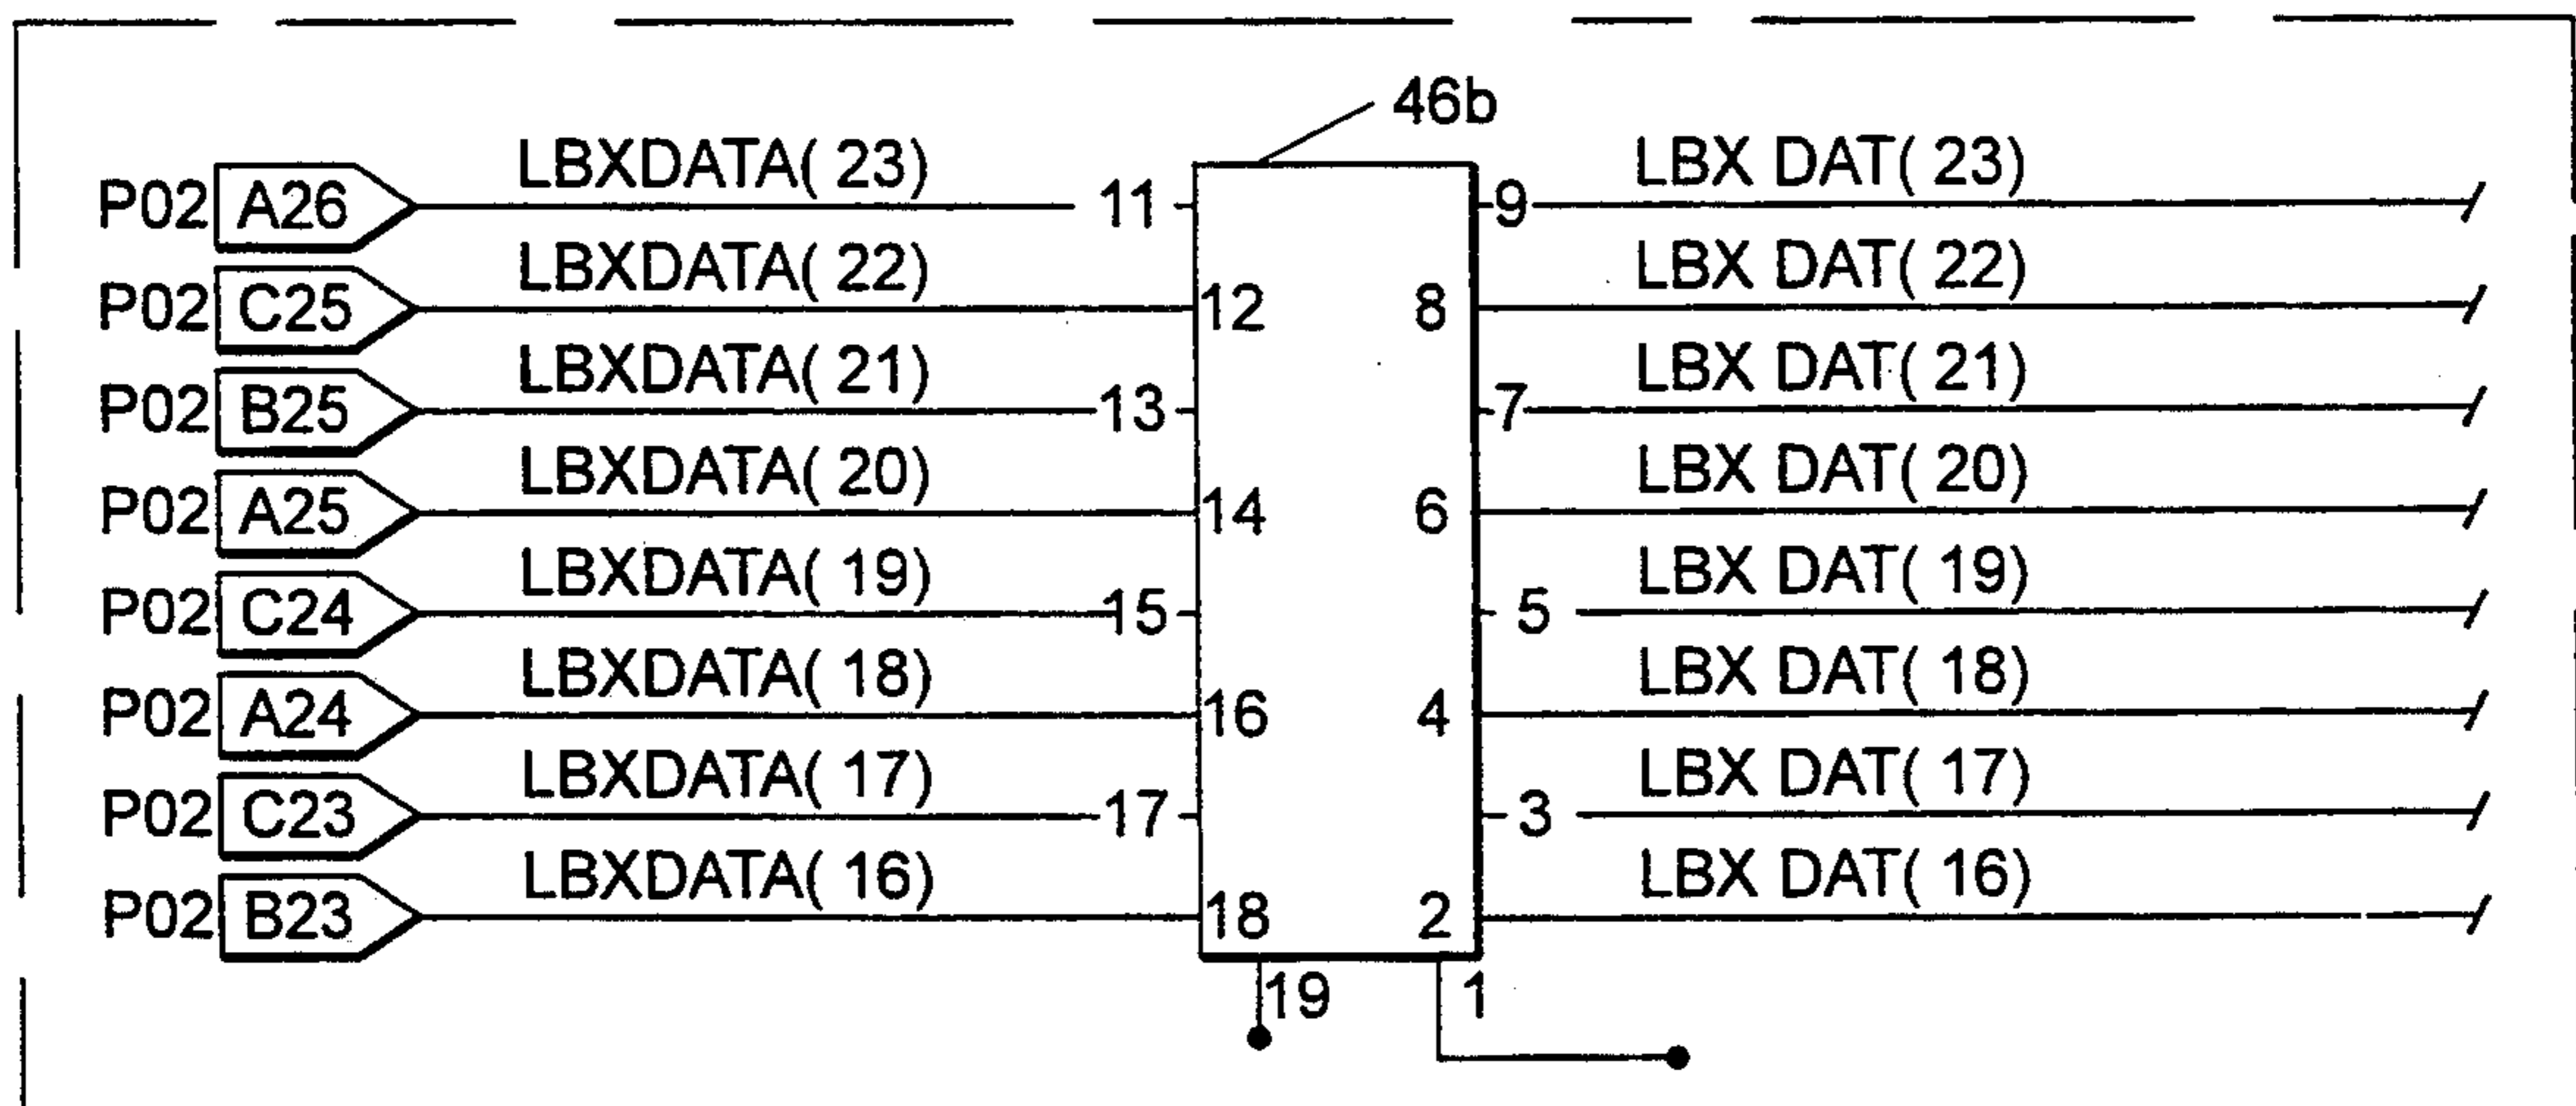 46b
P02 A26 LBXDATA( 23) 11 9 LBX DAT( 23)
P02 C25 LBXDATA( 22) 12 8 LBX DAT( 22)
P02 B25 LBXDATA( 21) 13 7 LBX DAT( 21)
P02 A25 LBXDATA( 20) 14 6 LBX DAT( 20)
P02 C24 LBXDATA( 19) 15 5 LBX DAT( 19)
P02 A24 LBXDATA( 18) 16 4 LBX DAT( 18)
P02 C23 LBXDATA( 17) 17 3 LBX DAT( 17)
P02 B23 LBXDATA( 16) 18 2 LBX DAT( 16)
19 1